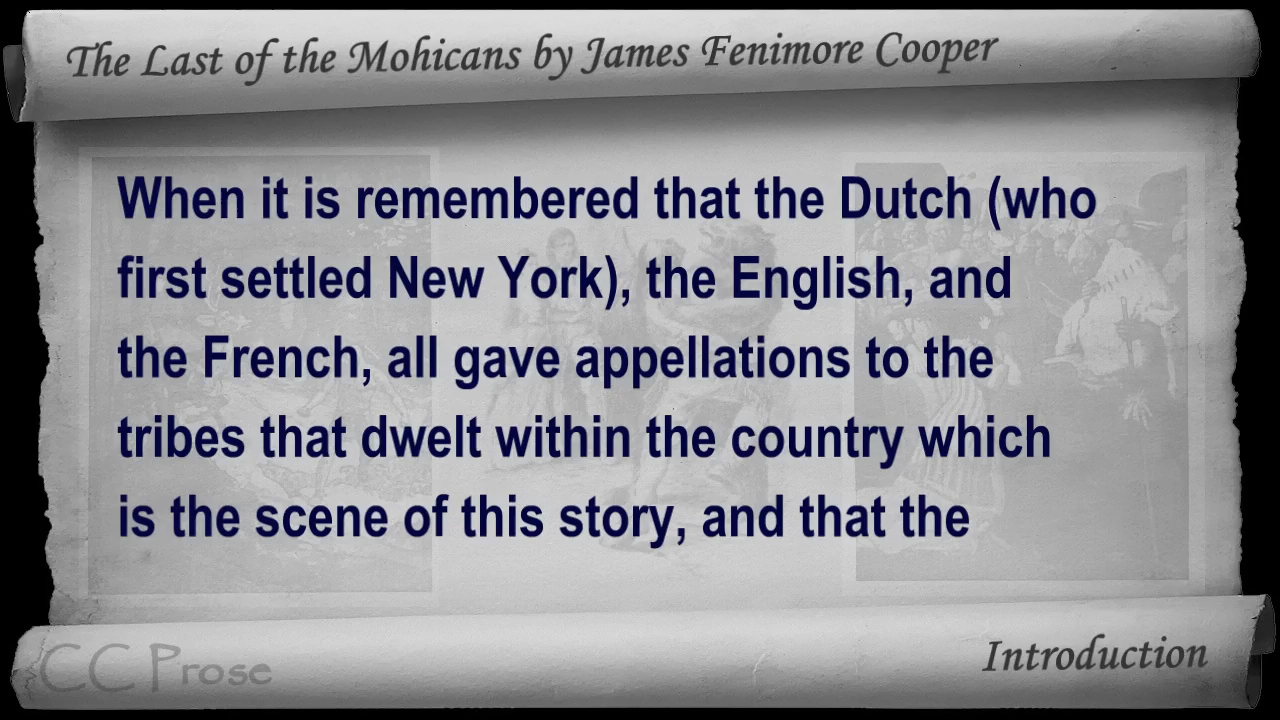 The Last of the Mohicans by James Fenimore Cooper
When it is remembered that the Dutch (who
first settled New York), the English, and
the French, all gave appellations to the
tribes that dwelt within the country which
is the scene of this story, and that the
CC Prose
Introduction